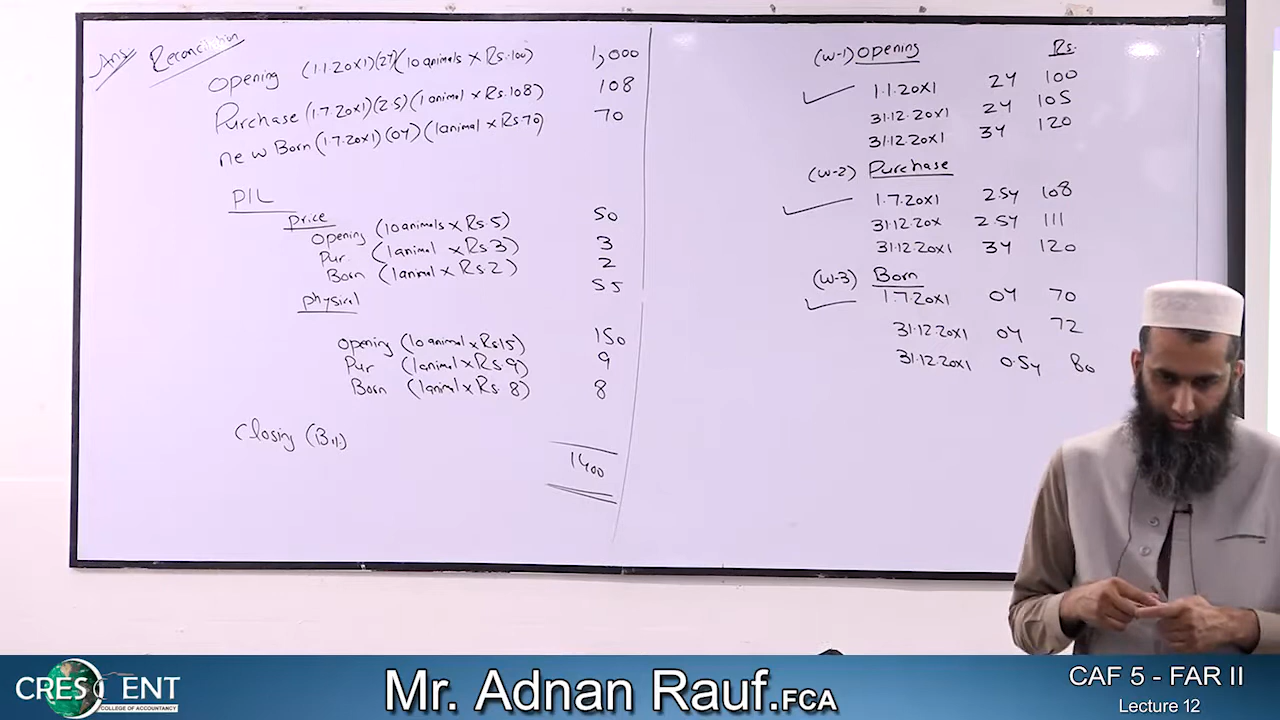 Ans Reconciliation
Opening (1.1.20x1)(2Y)(10 animals x Rs.100) 1,000
Purchase (1.7.20x1)(2.5)(1 animal x Rs.108) 108
new Born (1.7.20x1)(0Y)(1 animal x Rs.70) 70
P/L
Price
Opening (10 animals x Rs.5) 50
Pur (1 animal x Rs.3) 3
Born (1 animal x Rs.2) 2
55
Physical
Opening (10 animal x Rs.15) 150
Pur (1 animal x Rs.9) 9
Born (1 animal x Rs.8) 8
Closing
1400
(W-1) Opening Rs.
1.1.20x1 2Y 100
31.12.20x1 2Y 105
31.12.20x1 3Y 120
(W-2) Purchase
1.7.20x1 2.5Y 108
31.12.20x 2.5Y 111
31.12.20x1 3Y 120
(W-3) Born
1.7.20x1 0Y 70
31.12.20x1 0Y 72
31.12.20x1 0.5Y 80
CRESCENT
COLLEGE OF ACCOUNTANCY
Mr. Adnan Rauf.FCA
CAF 5 - FAR II
Lecture 12